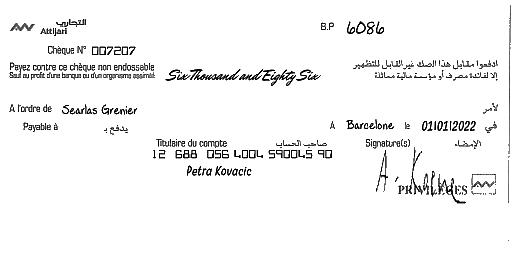 التجاري
Attijari
B.P 6086
Chèque N° 007207
Payez contre ce chèque non endossable
Sauf au profit d'une banque ou d'un organisme assimilé
Six Thousand and Eighty Six
ادفعوا مقابل هذا الصك غير القابل للتظهير
إلا لفائدة مصرف أو مؤسسة مالية مماثلة
A l'ordre de Searlas Grenier
لأمر
Payable à يدفع بـ
A Barcelone le 01/01/2022 في
Titulaire du compte صاحب الحساب
Signature(s) الإمضاء
12 688 056 4004 590045 90
Petra Kovacic
PRIVILEGES